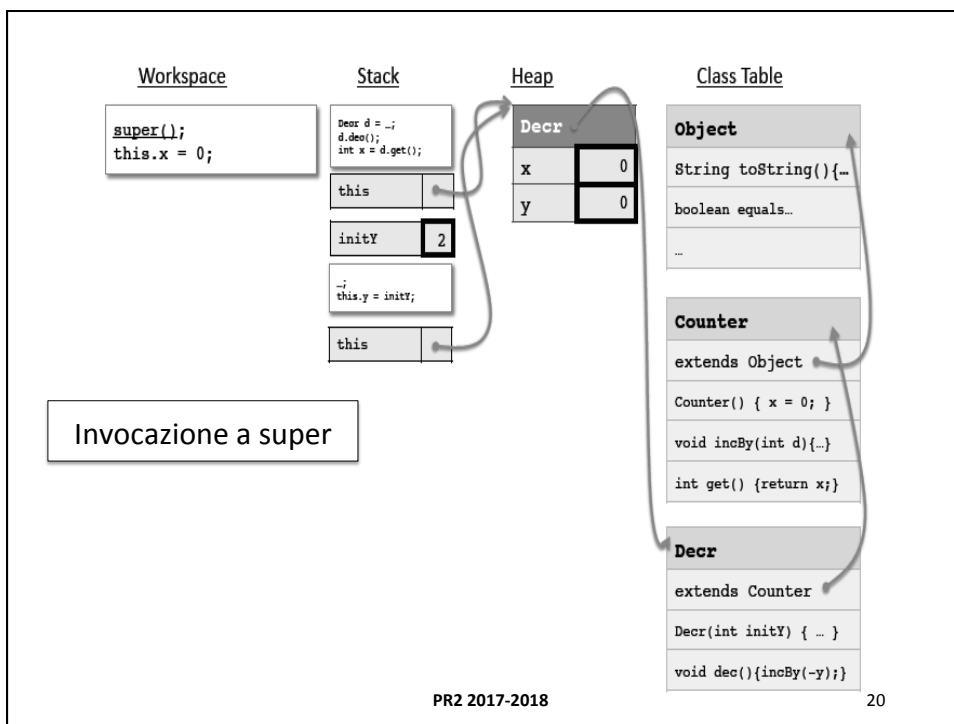 Workspace
Stack
Heap
Class Table
super();
this.x = 0;
Decr d = _;
d.dec();
int x = d.get();
this
initY 2
_;
this.y = initY;
this
Decr
x 0
y 0
Object
String toString(){…
boolean equals…
…
Counter
extends Object
Counter() { x = 0; }
void incBy(int d){…}
int get() {return x;}
Decr
extends Counter
Decr(int initY) { … }
void dec(){incBy(-y);}
Invocazione a super
PR2 2017-2018
20